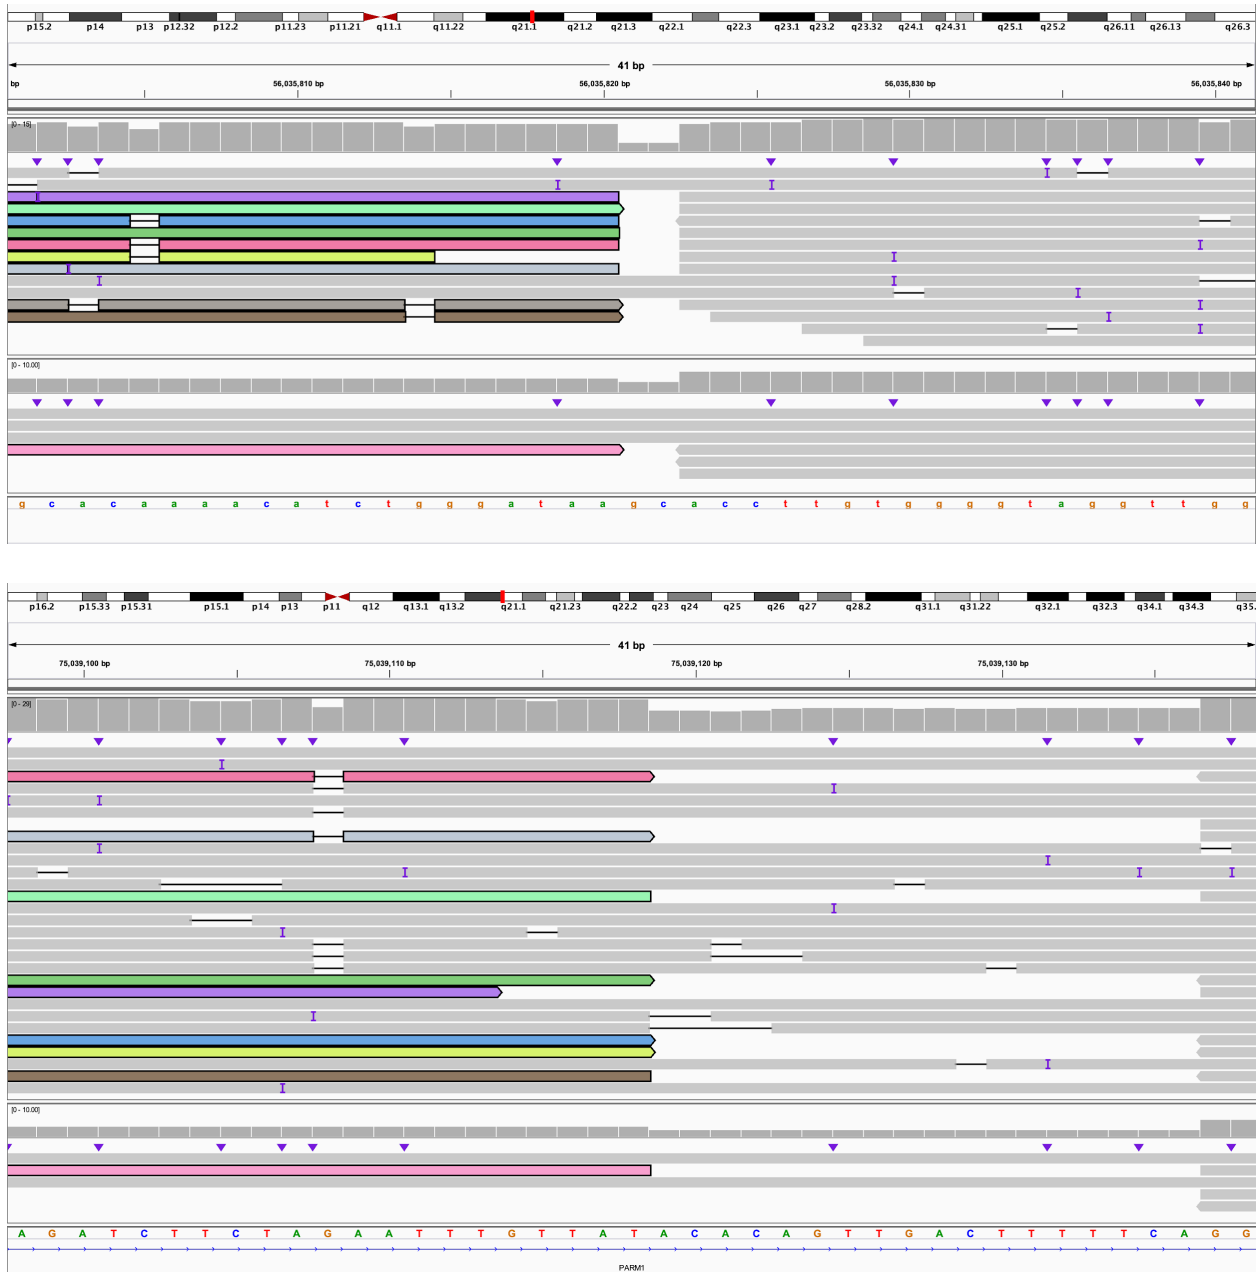 p15.2 p14 p13 p12.32 p12.2 p11.23 p11.21 q11.1 q11.22 q21.1 q21.2 q21.3 q22.1 q22.3 q23.1 q23.2 q23.32 q24.1 q24.31 q25.1 q25.2 q26.11 q26.13 q26.3
41 bp
bp 56,035,810 bp 56,035,820 bp 56,035,830 bp 56,035,840 bp
[0 - 15]
[0 - 10.00]
g c a c a a a a c a t c t g g g a t a a g c a c c t t g t g g g g t a g g t t g g
p16.2 p15.33 p15.31 p15.1 p14 p13 p11 q12 q13.1 q13.2 q21.1 q21.23 q22.2 q23 q24 q25 q26 q27 q28.2 q31.1 q31.22 q32.1 q32.3 q34.1 q34.3 q35.
41 bp
75,039,100 bp 75,039,110 bp 75,039,120 bp 75,039,130 bp
[0 - 29]
[0 - 10.00]
A G A T C T T C T A G A A T T T G T T A T A C A C A G T T G A C T T T T C A G G
PARM1